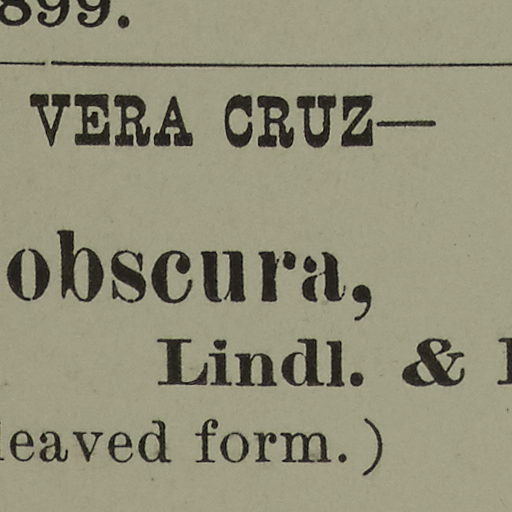 899.
VERA CRUZ—
obscura,
Lindl. &
leaved form.)